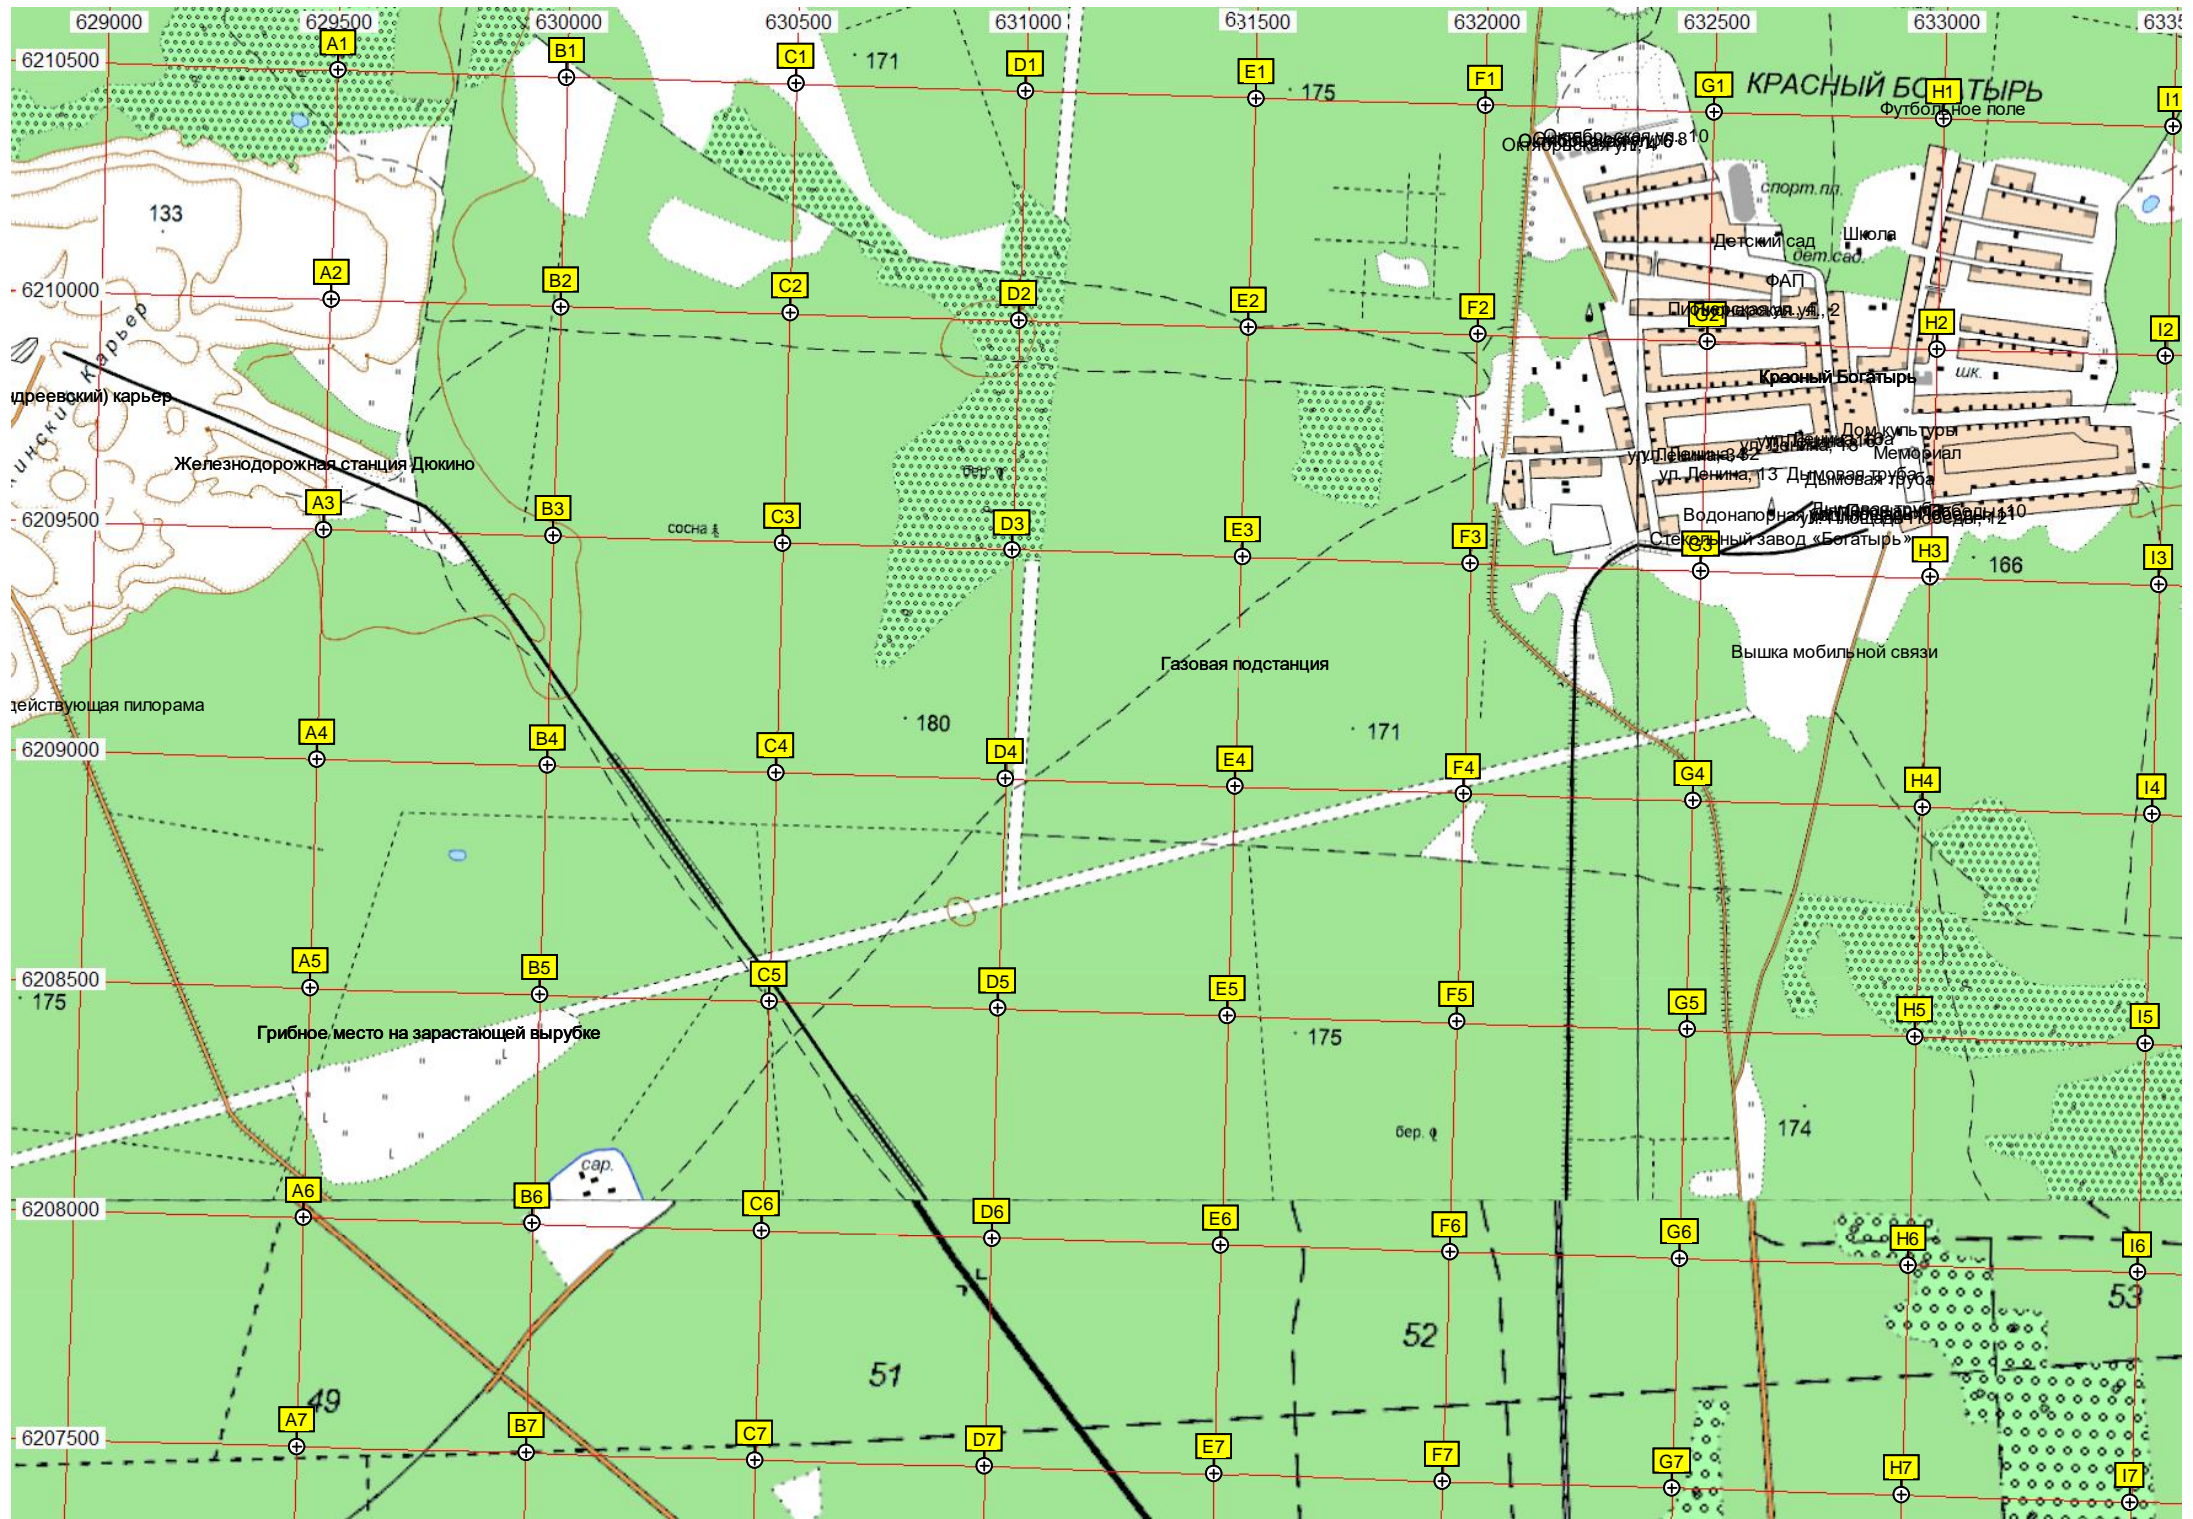 629000 629500 630000 630500 631000 631500 632000 632500 633000
6210500
A1 B1 C1 D1 E1 F1 G1 H1 I1
171
175
КРАСНЫЙ БОГАТЫРЬ
Футбольное поле
Октябрьская ул., 10
спорт.пл.
133
Школа
Детский сад
дет.сад.
ФАП
6210000
A2 B2 C2 D2 E2 F2 G2 H2 I2
шк.
Красный Богатырь
карьер
Дом культуры
Мемориал
Железнодорожная станция Дюкино
бер.
ул. Ленина, 13
Дымовая труба
Дымовая труба
6209500
A3 B3 C3 D3 E3 F3 G3 H3 I3
сосна
Стекольный завод «Богатырь»
166
Вышка мобильной связи
Газовая подстанция
действующая пилорама
180
171
6209000
A4 B4 C4 D4 E4 F4 G4 H4 I4
6208500
A5 B5 C5 D5 E5 F5 G5 H5 I5
175
Грибное место на зарастающей вырубке
175
174
бер.
сар.
6208000
A6 B6 C6 D6 E6 F6 G6 H6 I6
53
52
51
49
6207500
A7 B7 C7 D7 E7 F7 G7 H7 I7